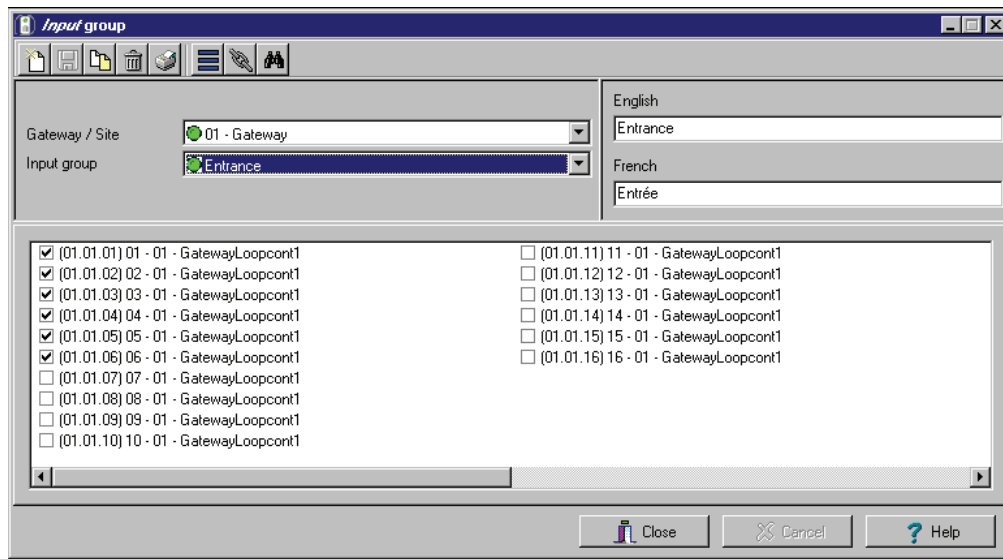 Input group
English
Gateway / Site
01 - Gateway
Entrance
Input group
Entrance
French
Entrée
(01.01.01) 01 - 01 - GatewayLoopcont1
(01.01.02) 02 - 01 - GatewayLoopcont1
(01.01.03) 03 - 01 - GatewayLoopcont1
(01.01.04) 04 - 01 - GatewayLoopcont1
(01.01.05) 05 - 01 - GatewayLoopcont1
(01.01.06) 06 - 01 - GatewayLoopcont1
(01.01.07) 07 - 01 - GatewayLoopcont1
(01.01.08) 08 - 01 - GatewayLoopcont1
(01.01.09) 09 - 01 - GatewayLoopcont1
(01.01.10) 10 - 01 - GatewayLoopcont1
(01.01.11) 11 - 01 - GatewayLoopcont1
(01.01.12) 12 - 01 - GatewayLoopcont1
(01.01.13) 13 - 01 - GatewayLoopcont1
(01.01.14) 14 - 01 - GatewayLoopcont1
(01.01.15) 15 - 01 - GatewayLoopcont1
(01.01.16) 16 - 01 - GatewayLoopcont1
Close
Cancel
Help